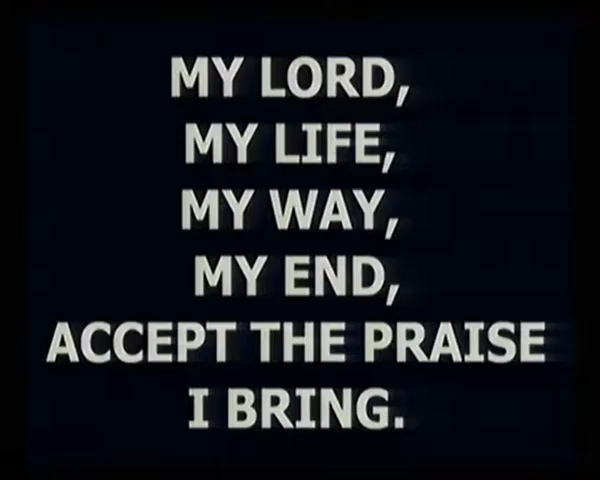 MY LORD,
MY LIFE,
MY WAY,
MY END,
ACCEPT THE PRAISE
I BRING.